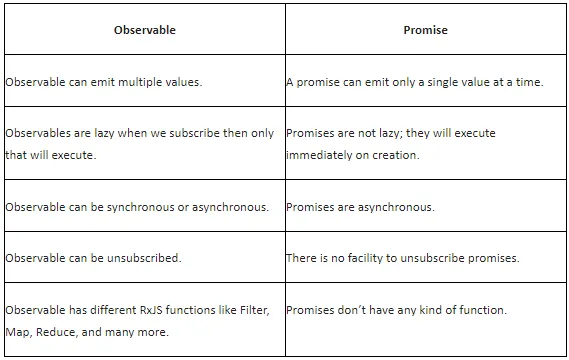 Observable
Promise
Observable can emit multiple values.
A promise can emit only a single value at a time.
Observables are lazy when we subscribe then only
that will execute.
Promises are not lazy; they will execute
immediately on creation.
Observable can be synchronous or asynchronous.
Promises are asynchronous.
Observable can be unsubscribed.
There is no facility to unsubscribe promises.
Observable has different RxJS functions like Filter,
Map, Reduce, and many more.
Promises don’t have any kind of function.